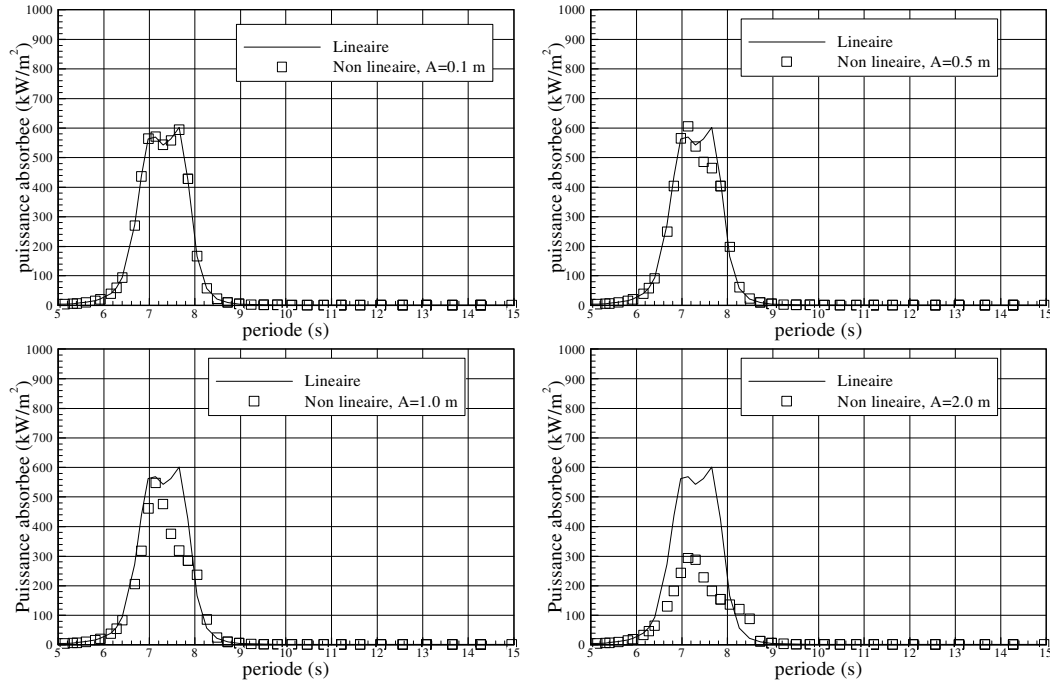 puissance absorbee (kW/m²)
1000
900
800
700
600
500
400
300
200
100
0
Lineaire
Non lineaire, A=0.1 m
5 6 7 8 9 10 11 12 13 14 15
periode (s)
puissance absorbee (kW/m²)
1000
900
800
700
600
500
400
300
200
100
0
Lineaire
Non lineaire, A=0.5 m
5 6 7 8 9 10 11 12 13 14 15
periode (s)
Puissance absorbee (kW/m²)
1000
900
800
700
600
500
400
300
200
100
0
Lineaire
Non lineaire, A=1.0 m
5 6 7 8 9 10 11 12 13 14 15
periode (s)
Puissance absorbee (kW/m²)
1000
900
800
700
600
500
400
300
200
100
0
Lineaire
Non lineaire, A=2.0 m
5 6 7 8 9 10 11 12 13 14 15
periode (s)